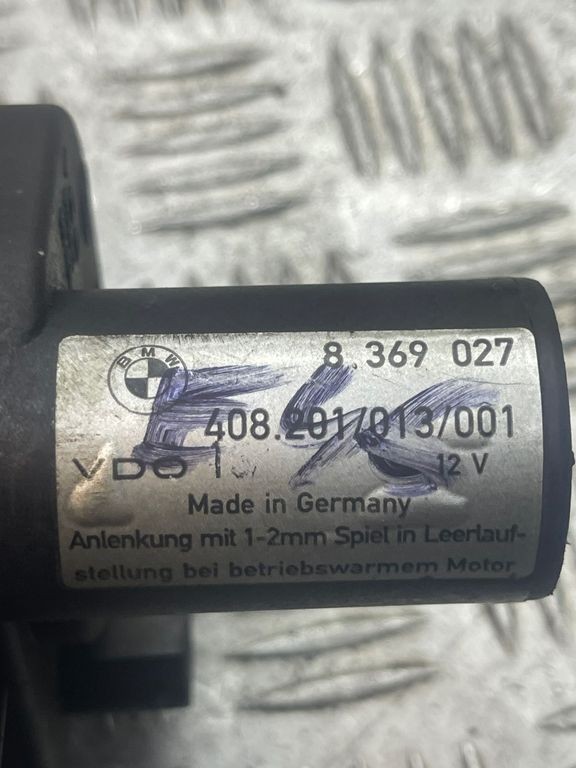 BMW
8 369 027
408.201/013/001
VDO
12 V
E46
Made in Germany
Anlenkung mit 1-2mm Spiel in Leerlauf-
stellung bei betriebswarmem Motor